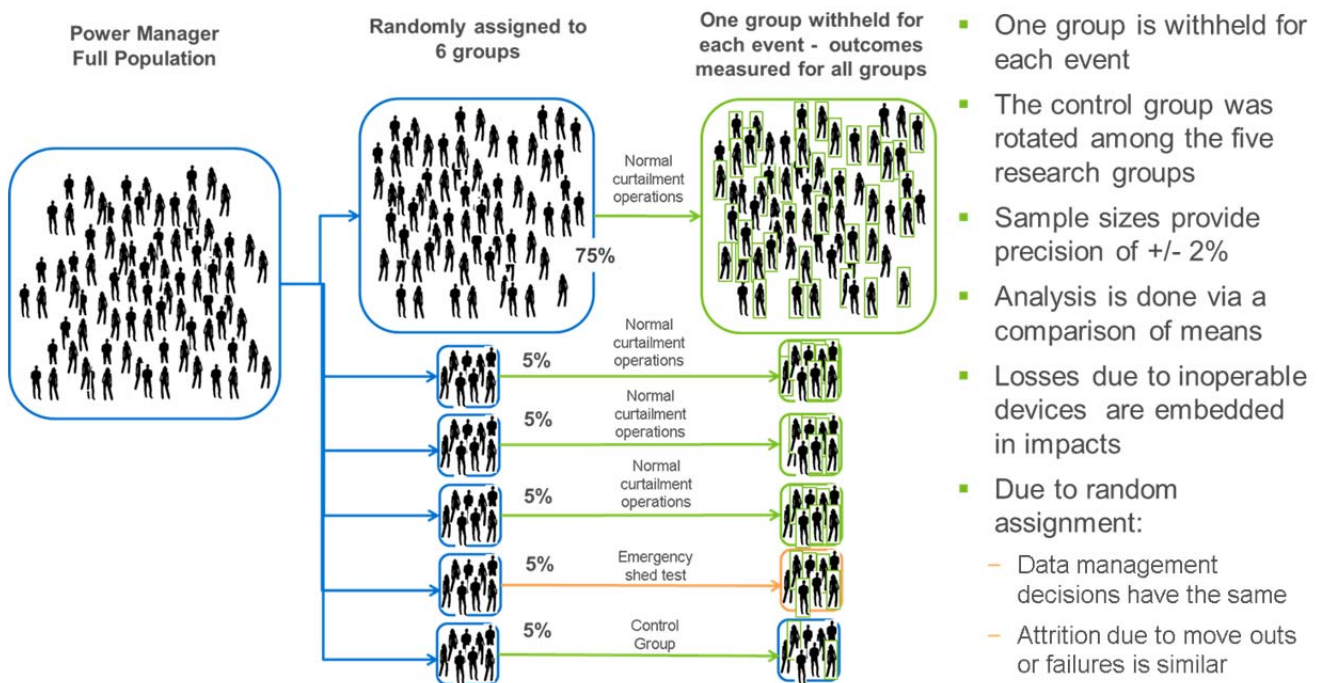 Power Manager
Full Population
Randomly assigned to
6 groups
One group withheld for
each event - outcomes
measured for all groups
Normal
curtailment
operations
75%
5%
Normal
curtailment
operations
5%
Normal
curtailment
operations
5%
Normal
curtailment
operations
5%
Emergency
shed test
5%
Control
Group
▪ One group is withheld for
each event
▪ The control group was
rotated among the five
research groups
▪ Sample sizes provide
precision of +/- 2%
▪ Analysis is done via a
comparison of means
▪ Losses due to inoperable
devices are embedded
in impacts
▪ Due to random
assignment:
– Data management
decisions have the same
– Attrition due to move outs
or failures is similar